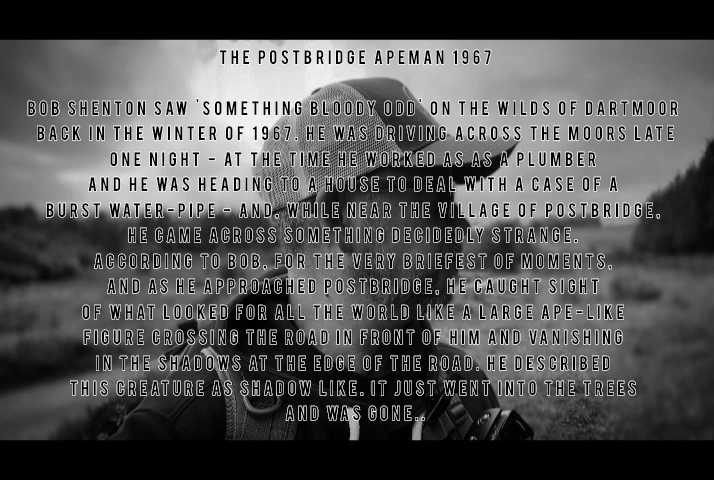 THE POSTBRIDGE APEMAN 1967
BOB SHENTON SAW 'SOMETHING BLOODY ODD' ON THE WILDS OF DARTMOOR
BACK IN THE WINTER OF 1967. HE WAS DRIVING ACROSS THE MOORS LATE
ONE NIGHT - AT THE TIME HE WORKED AS AS A PLUMBER
AND HE WAS HEADING TO A HOUSE TO DEAL WITH A CASE OF A
BURST WATER-PIPE - AND, WHILE NEAR THE VILLAGE OF POSTBRIDGE,
HE CAME ACROSS SOMETHING DECIDEDLY STRANGE.
ACCORDING TO BOB, FOR THE VERY BRIEFEST OF MOMENTS,
AND AS HE APPROACHED POSTBRIDGE, HE CAUGHT SIGHT
OF WHAT LOOKED FOR ALL THE WORLD LIKE A LARGE APE-LIKE
FIGURE CROSSING THE ROAD IN FRONT OF HIM AND VANISHING
IN THE SHADOWS AT THE EDGE OF THE ROAD. HE DESCRIBED
THIS CREATURE AS SHADOW LIKE. IT JUST WENT INTO THE TREES
AND WAS GONE..